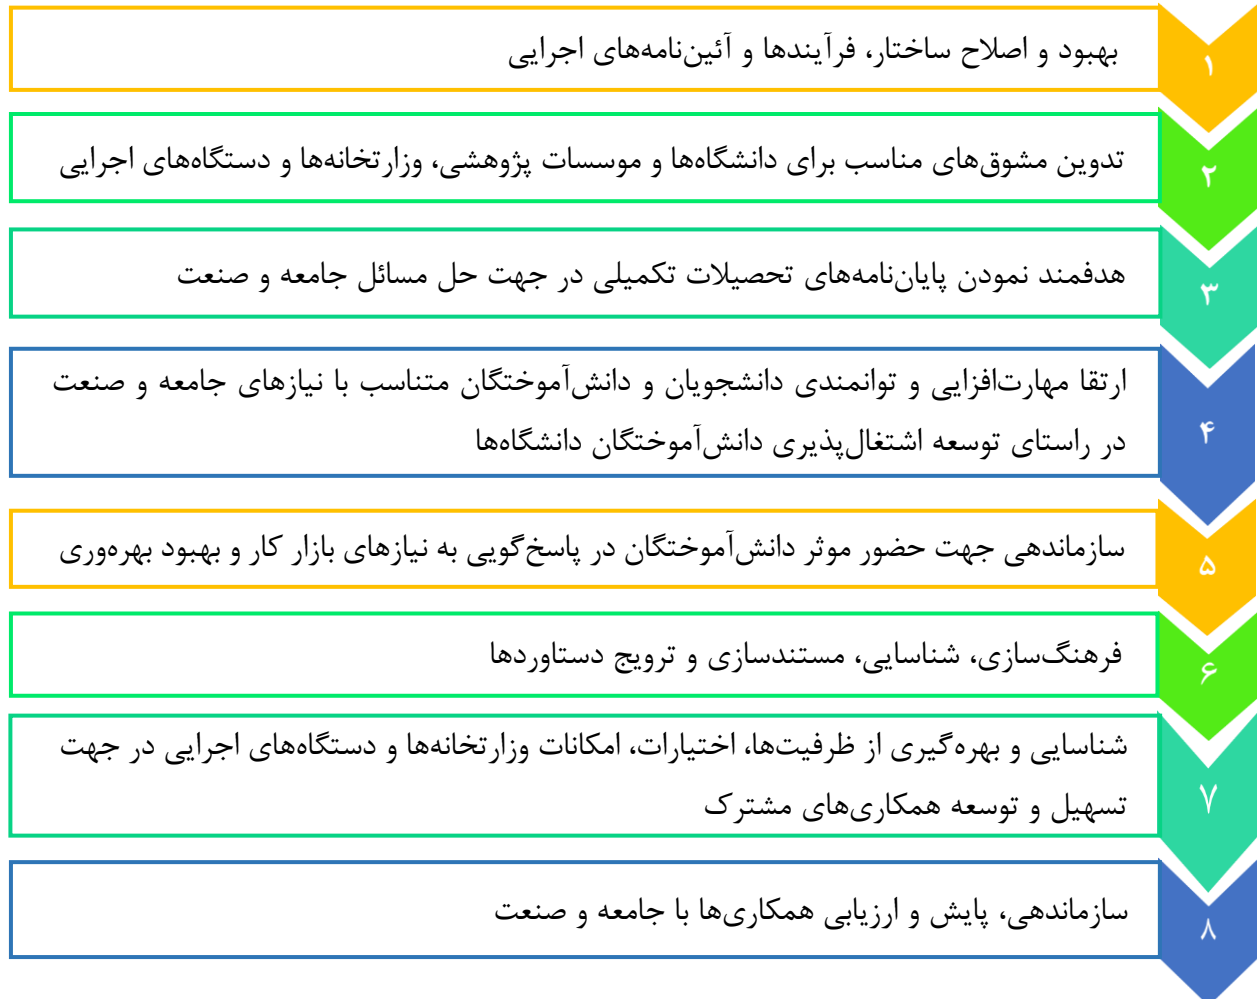 ۱
بهبود و اصلاح ساختار، فرآیندها و آئین‌نامه‌های اجرایی
۲
تدوین مشوق‌های مناسب برای دانشگاه‌ها و موسسات پژوهشی، وزارتخانه‌ها و دستگاه‌های اجرایی
۳
هدفمند نمودن پایان‌نامه‌های تحصیلات تکمیلی در جهت حل مسائل جامعه و صنعت
۴
ارتقا مهارت‌افزایی و توانمندی دانشجویان و دانش‌آموختگان متناسب با نیازهای جامعه و صنعت
در راستای توسعه اشتغال‌پذیری دانش‌آموختگان دانشگاه‌ها
۵
سازماندهی جهت حضور موثر دانش‌آموختگان در پاسخ‌گویی به نیازهای بازار کار و بهبود بهره‌وری
۶
فرهنگ‌سازی، شناسایی، مستندسازی و ترویج دستاوردها
۷
شناسایی و بهره‌گیری از ظرفیت‌ها، اختیارات، امکانات وزارتخانه‌ها و دستگاه‌های اجرایی در جهت
تسهیل و توسعه همکاری‌های مشترک
۸
سازماندهی، پایش و ارزیابی همکاری‌ها با جامعه و صنعت